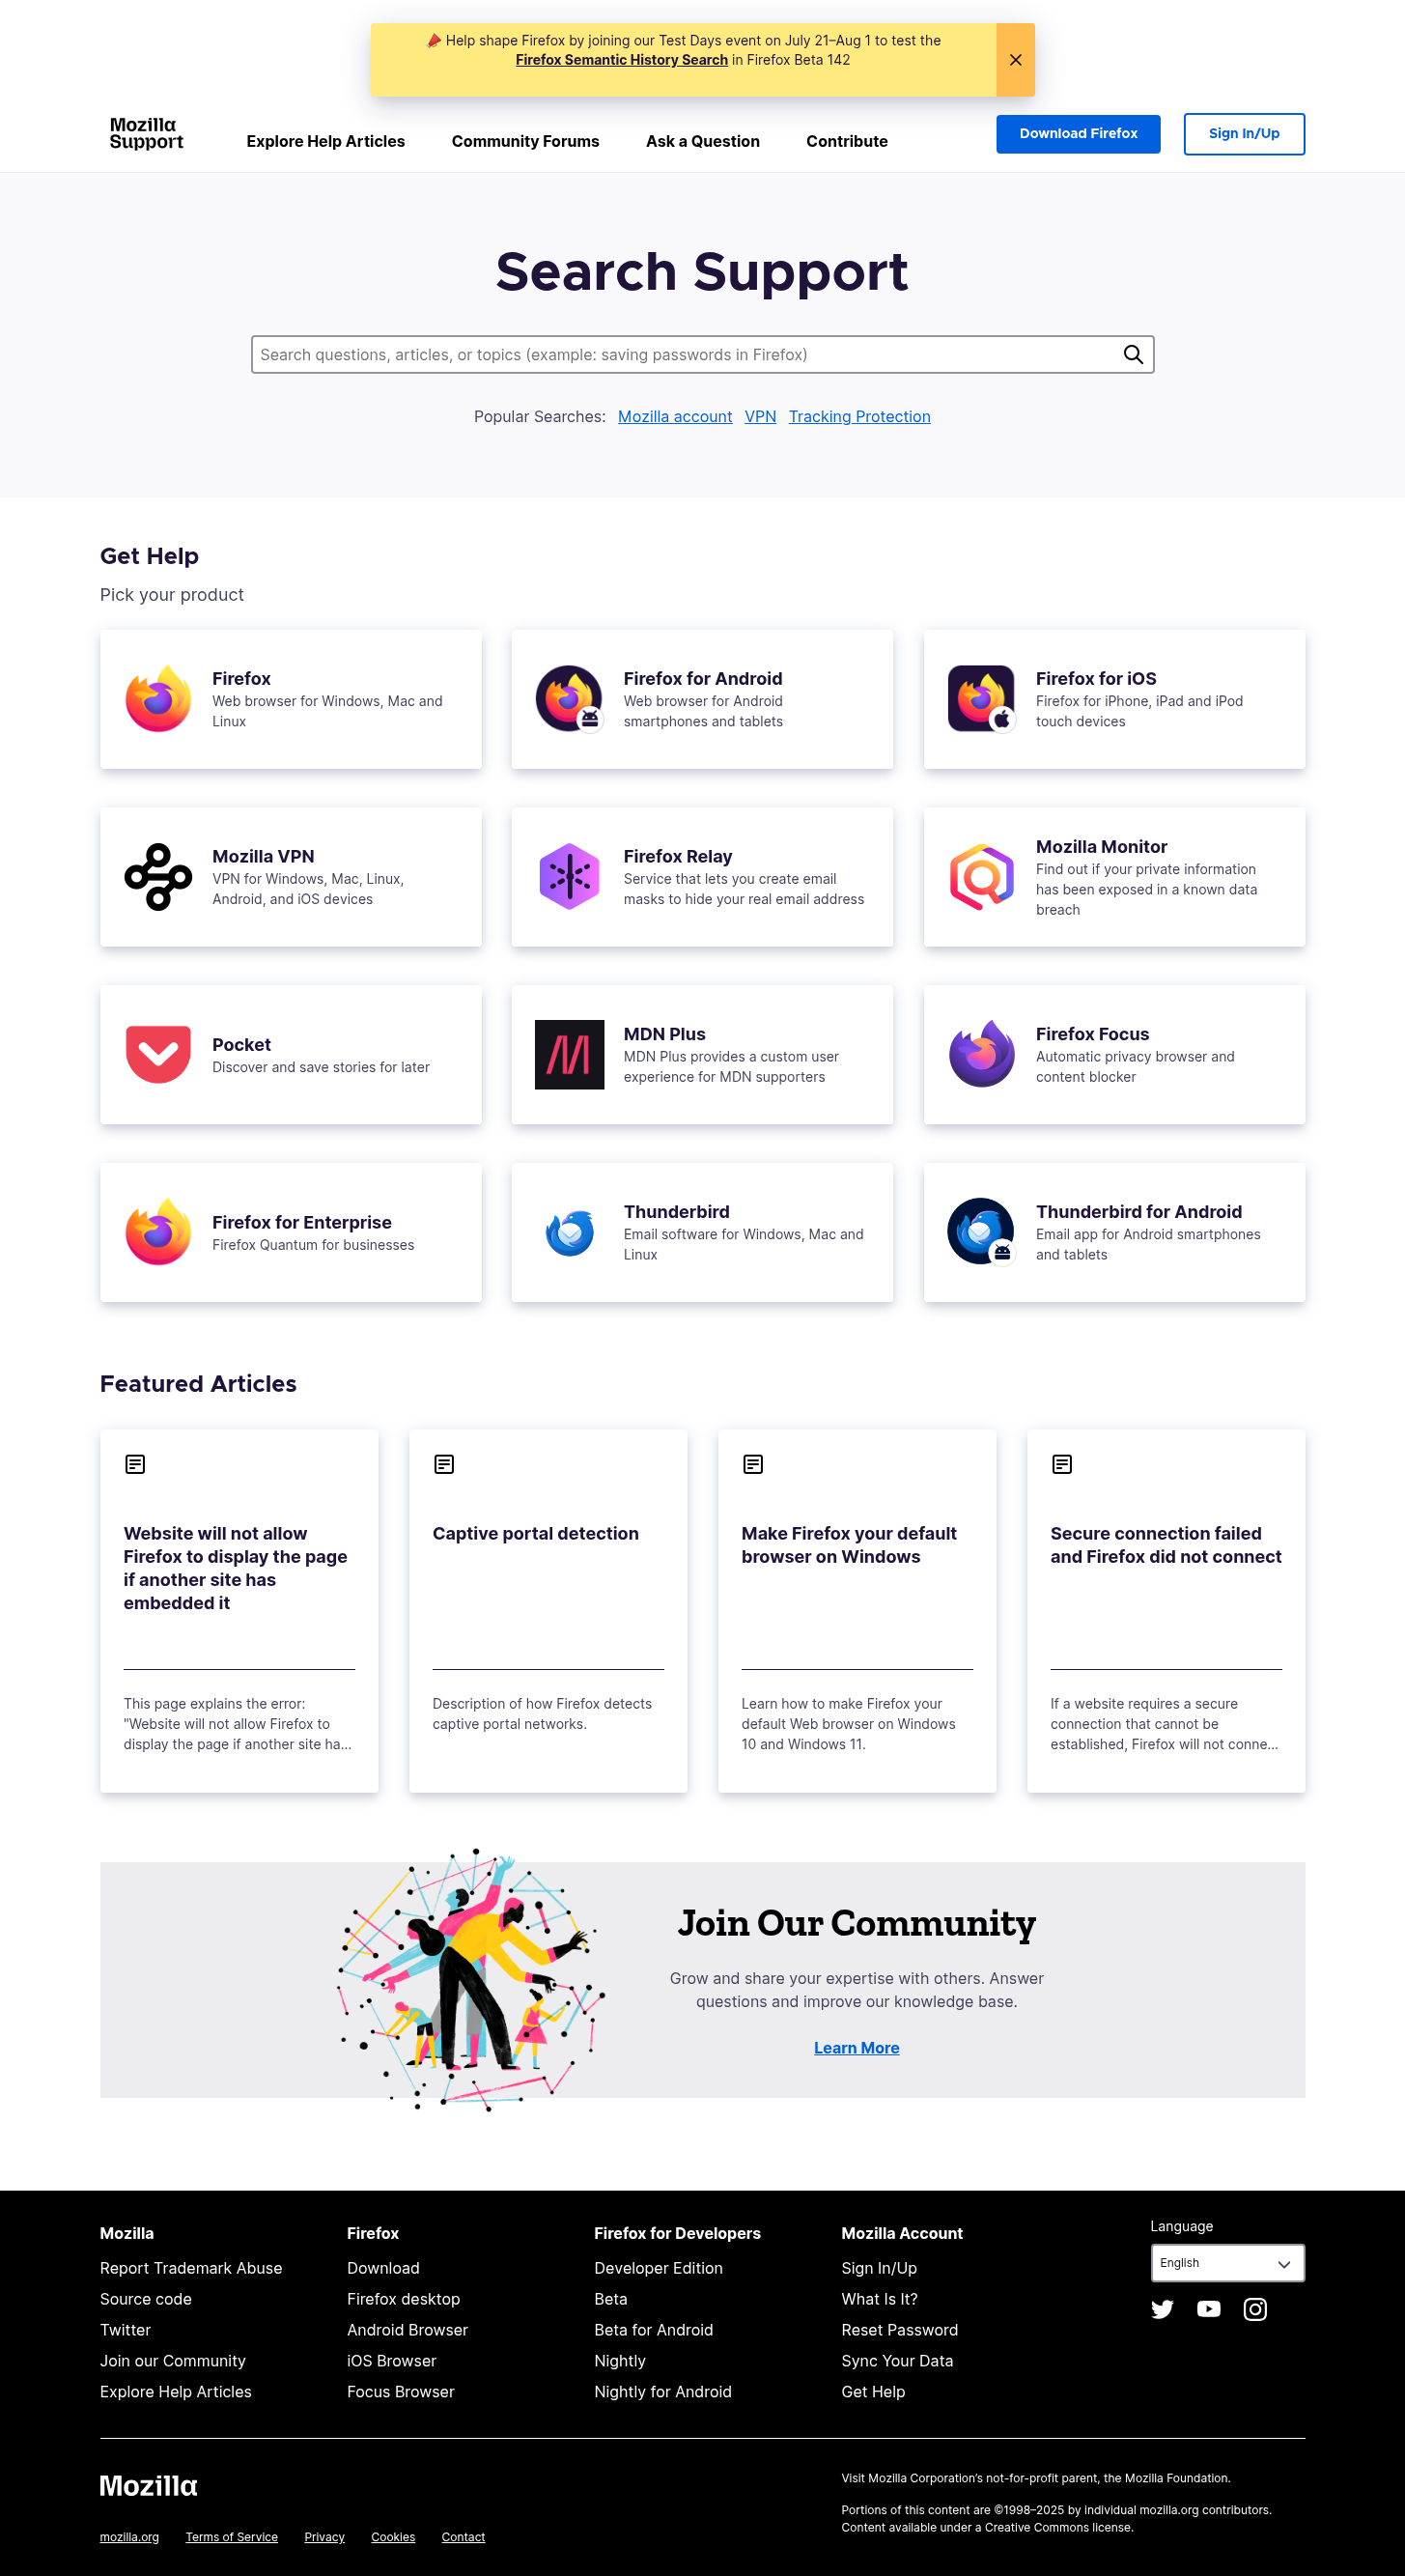 Help shape Firefox by joining our Test Days event on July 21–Aug 1 to test the
Firefox Semantic History Search in Firefox Beta 142
Mozilla
Support
Explore Help Articles
Community Forums
Ask a Question
Contribute
Download Firefox
Sign In/Up
Search Support
Search questions, articles, or topics (example: saving passwords in Firefox)
Popular Searches: Mozilla account VPN Tracking Protection
Get Help
Pick your product
Firefox
Web browser for Windows, Mac and
Linux
Firefox for Android
Web browser for Android
smartphones and tablets
Firefox for iOS
Firefox for iPhone, iPad and iPod
touch devices
Mozilla VPN
VPN for Windows, Mac, Linux,
Android, and iOS devices
Firefox Relay
Service that lets you create email
masks to hide your real email address
Mozilla Monitor
Find out if your private information
has been exposed in a known data
breach
Pocket
Discover and save stories for later
MDN Plus
MDN Plus provides a custom user
experience for MDN supporters
Firefox Focus
Automatic privacy browser and
content blocker
Firefox for Enterprise
Firefox Quantum for businesses
Thunderbird
Email software for Windows, Mac and
Linux
Thunderbird for Android
Email app for Android smartphones
and tablets
Featured Articles
Website will not allow
Firefox to display the page
if another site has
embedded it
This page explains the error:
"Website will not allow Firefox to
display the page if another site ha...
Captive portal detection
Description of how Firefox detects
captive portal networks.
Make Firefox your default
browser on Windows
Learn how to make Firefox your
default Web browser on Windows
10 and Windows 11.
Secure connection failed
and Firefox did not connect
If a website requires a secure
connection that cannot be
established, Firefox will not conne...
Join Our Community
Grow and share your expertise with others. Answer
questions and improve our knowledge base.
Learn More
Mozilla
Report Trademark Abuse
Source code
Twitter
Join our Community
Explore Help Articles
Firefox
Download
Firefox desktop
Android Browser
iOS Browser
Focus Browser
Firefox for Developers
Developer Edition
Beta
Beta for Android
Nightly
Nightly for Android
Mozilla Account
Sign In/Up
What Is It?
Reset Password
Sync Your Data
Get Help
Language
English
Mozilla
mozilla.org
Terms of Service
Privacy
Cookies
Contact
Visit Mozilla Corporation's not-for-profit parent, the Mozilla Foundation.
Portions of this content are ©1998–2025 by individual mozilla.org contributors.
Content available under a Creative Commons license.